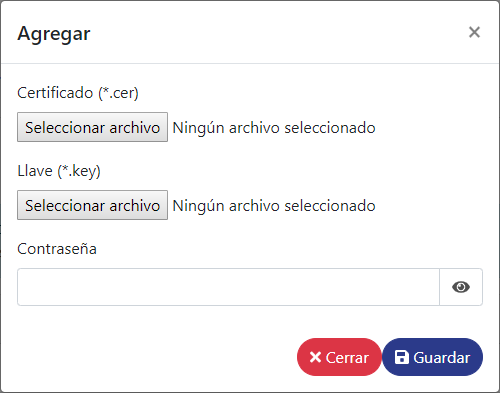 Agregar
×
Certificado (*.cer)
Seleccionar archivo Ningún archivo seleccionado
Llave (*.key)
Seleccionar archivo Ningún archivo seleccionado
Contraseña
Cerrar Guardar